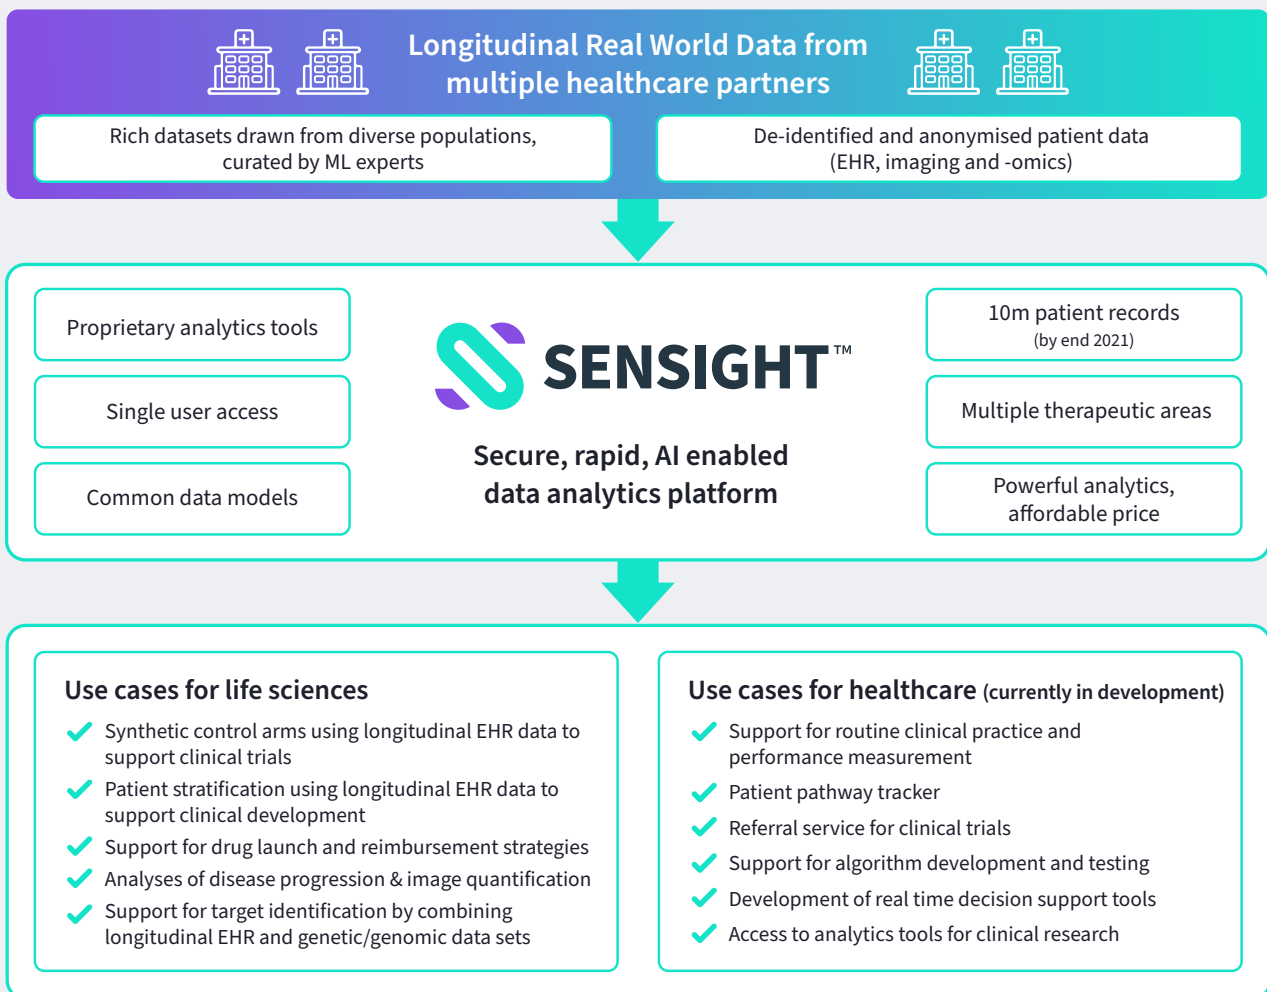 Longitudinal Real World Data from
multiple healthcare partners
Rich datasets drawn from diverse populations,
curated by ML experts
De-identified and anonymised patient data
(EHR, imaging and -omics)
Proprietary analytics tools
Single user access
Common data models
SENSIGHT™
Secure, rapid, AI enabled
data analytics platform
10m patient records
(by end 2021)
Multiple therapeutic areas
Powerful analytics,
affordable price
Use cases for life sciences
Synthetic control arms using longitudinal EHR data to
support clinical trials
Patient stratification using longitudinal EHR data to
support clinical development
Support for drug launch and reimbursement strategies
Analyses of disease progression & image quantification
Support for target identification by combining
longitudinal EHR and genetic/genomic data sets
Use cases for healthcare (currently in development)
Support for routine clinical practice and
performance measurement
Patient pathway tracker
Referral service for clinical trials
Support for algorithm development and testing
Development of real time decision support tools
Access to analytics tools for clinical research